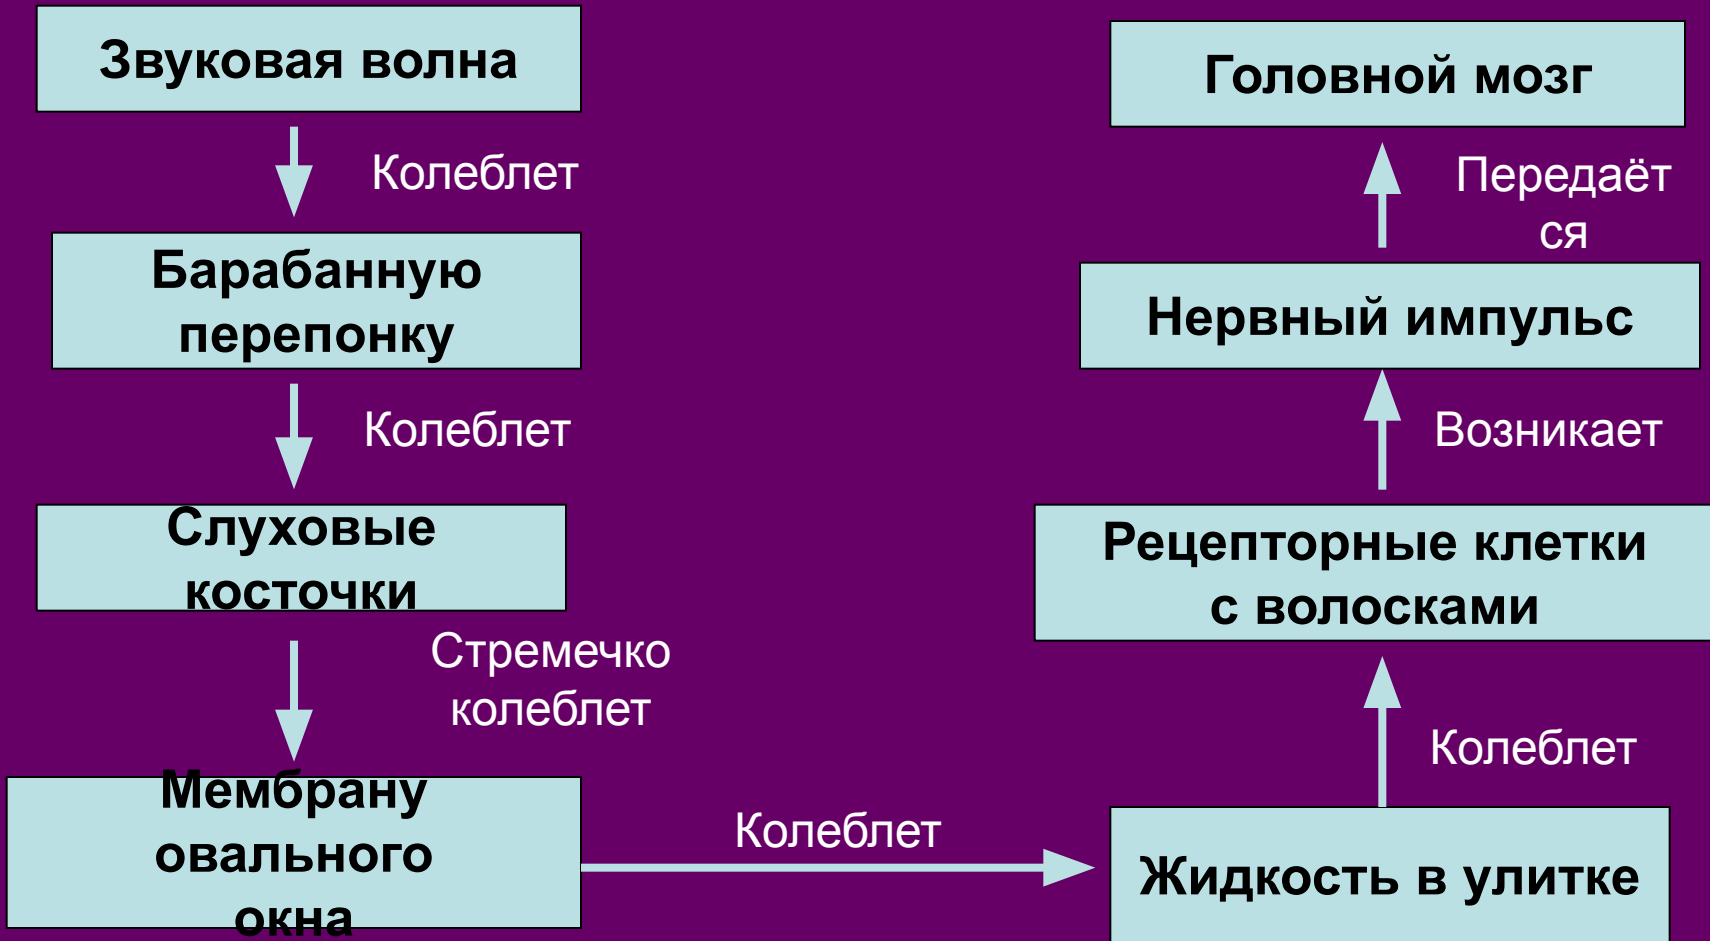 Звуковая волна
Колеблет
Барабанную
перепонку
Колеблет
Слуховые
косточки
Стремечко
колеблет
Мембрану
овального
окна
Колеблет
Жидкость в улитке
Колеблет
Рецепторные клетки
с волосками
Возникает
Нервный импульс
Передаёт
ся
Головной мозг